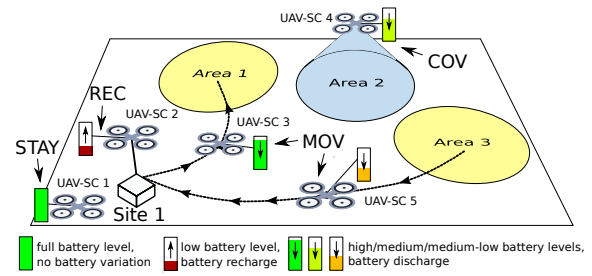 UAV-SC 4
COV
Area 1
Area 2
REC
UAV-SC 2
UAV-SC 3
MOV
Area 3
STAY
UAV-SC 1
Site 1
UAV-SC 5
full battery level,
no battery variation
low battery level,
battery recharge
high/medium/medium-low battery levels,
battery discharge